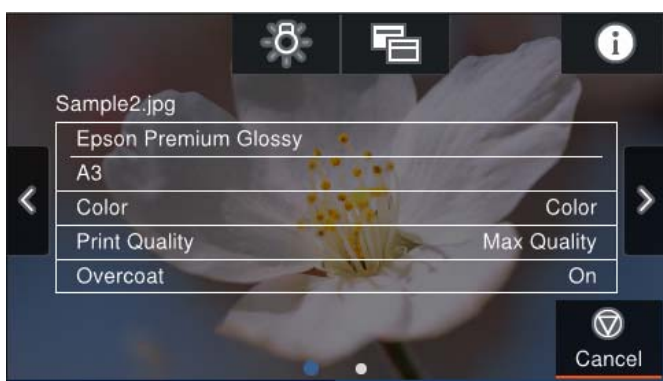 Sample2.jpg
Epson Premium Glossy
A3
Color Color
Print Quality Max Quality
Overcoat On
Cancel